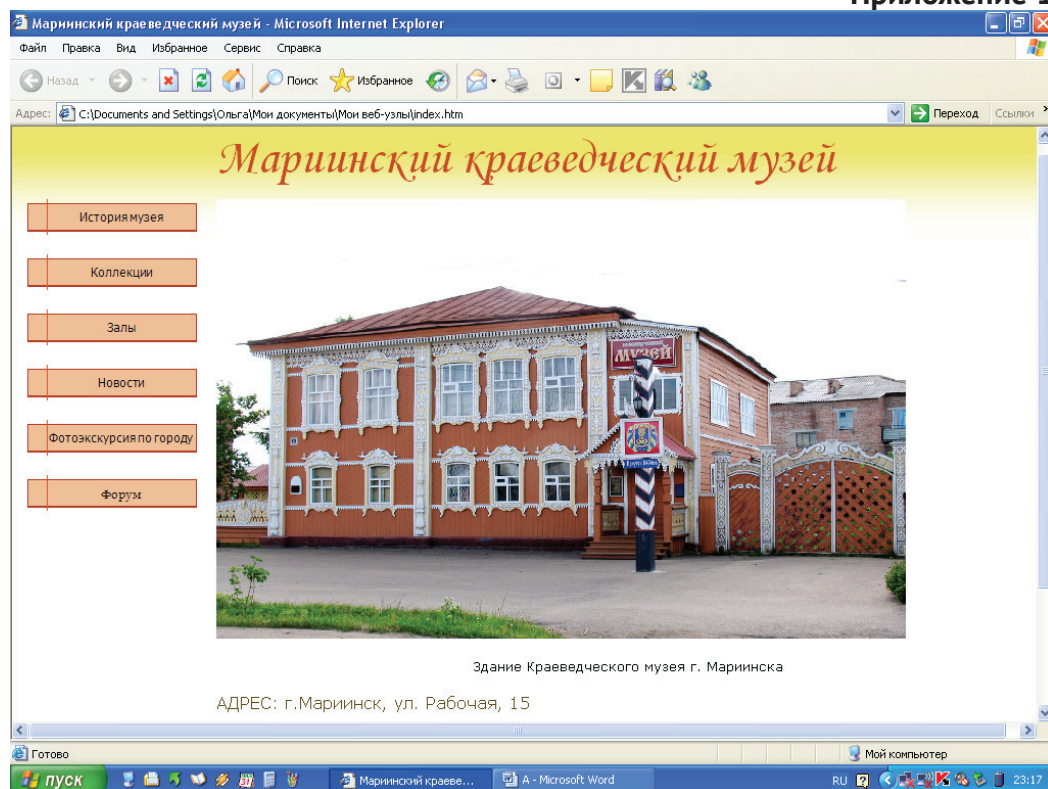 Приложение 1
Мариинский краеведческий музей - Microsoft Internet Explorer
Файл Правка Вид Избранное Сервис Справка
Назад Поиск Избранное
Адрес: C:\Documents and Settings\Ольга\Мои документы\Мои веб-узлы\index.htm Переход Ссылки
Мариинский краеведческий музей
История музея
Коллекции
Залы
Новости
Фотоэкскурсия по городу
Форум
МУЗЕЙ
Здание Краеведческого музея г. Мариинска
АДРЕС: г.Мариинск, ул. Рабочая, 15
Готово Мой компьютер
пуск Мариинский краеве... A - Microsoft Word RU 23:17